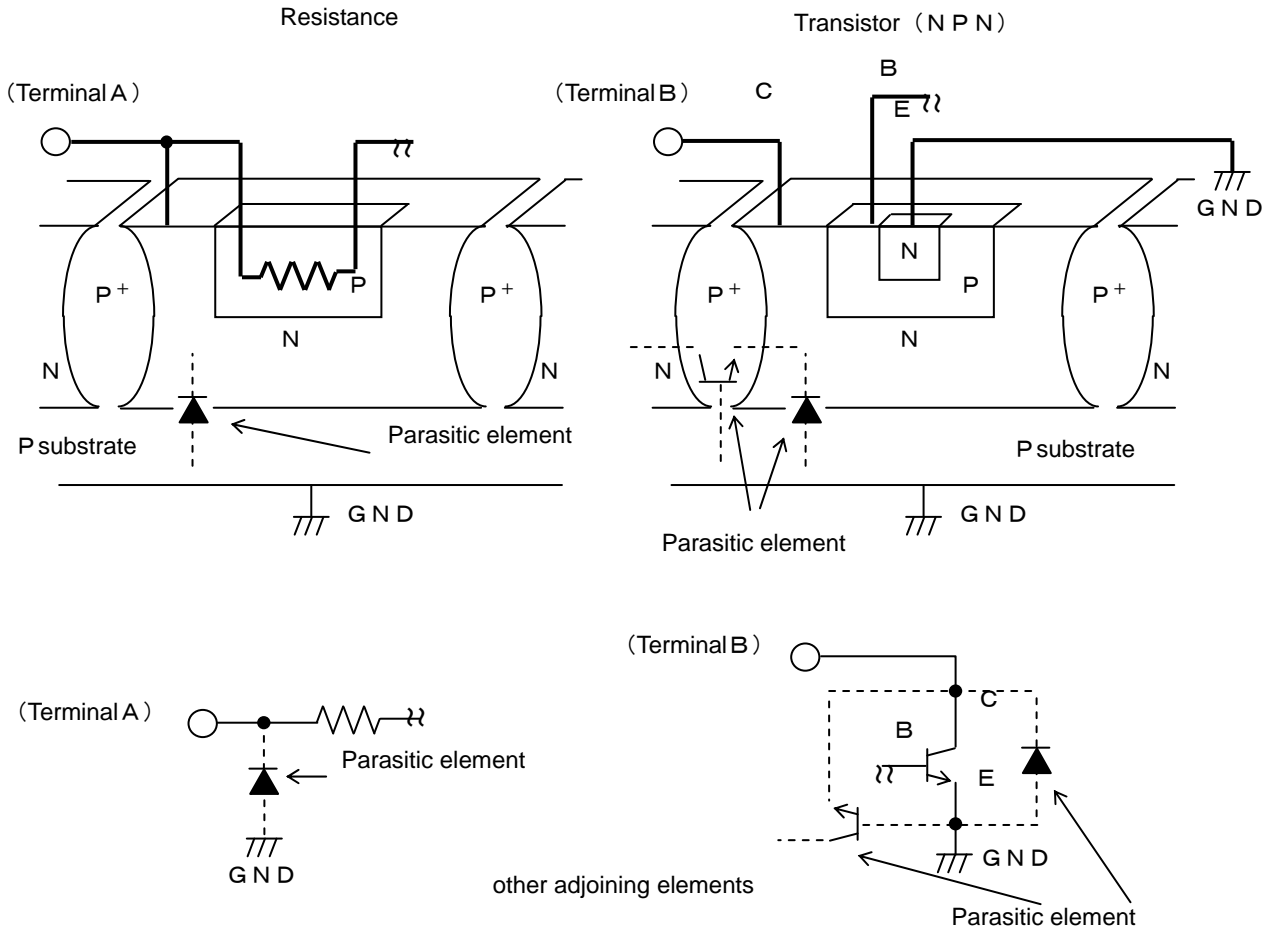 Resistance
Transistor (NPN)
(Terminal A)
(Terminal B)
C
B
E
GND
N
P+
P
P+
N
N
N
P+
P
P+
N
N
N
P substrate
Parasitic element
P substrate
GND
GND
Parasitic element
(Terminal B)
(Terminal A)
C
B
Parasitic element
E
GND
GND
other adjoining elements
Parasitic element